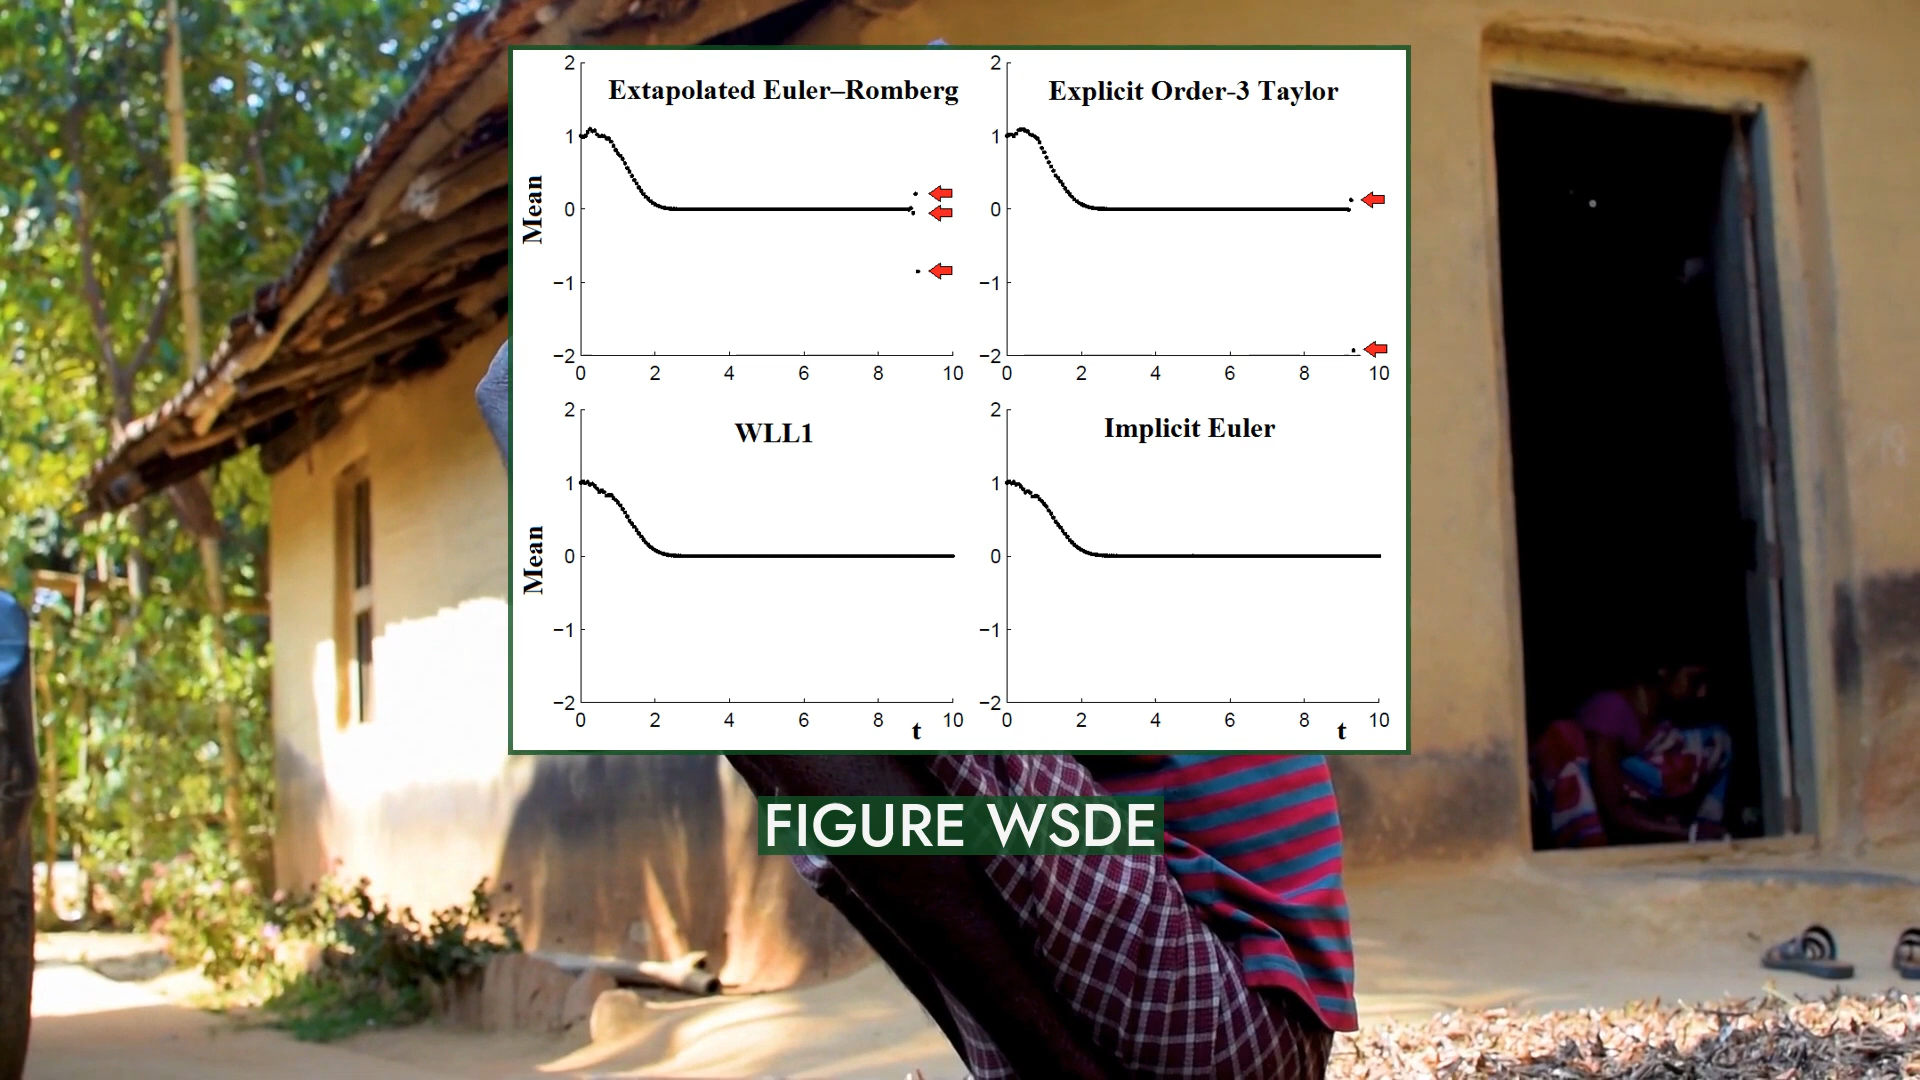 Extapolated Euler–Romberg
Mean
2
1
0
−1
−2
0 2 4 6 8 10
Explicit Order-3 Taylor
2
1
0
−1
−2
0 2 4 6 8 10
WLL1
Mean
2
1
0
−1
−2
0 2 4 6 8 10
t
Implicit Euler
2
1
0
−1
−2
0 2 4 6 8 10
t
FIGURE WSDE